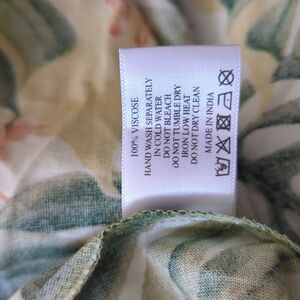 100% VISCOSE
HAND WASH SEPARATELY
IN COLD WATER
DO NOT BLEACH
DO NOT TUMBLE DRY
IRON LOW HEAT
DO NOT DRY CLEAN
MADE IN INDIA